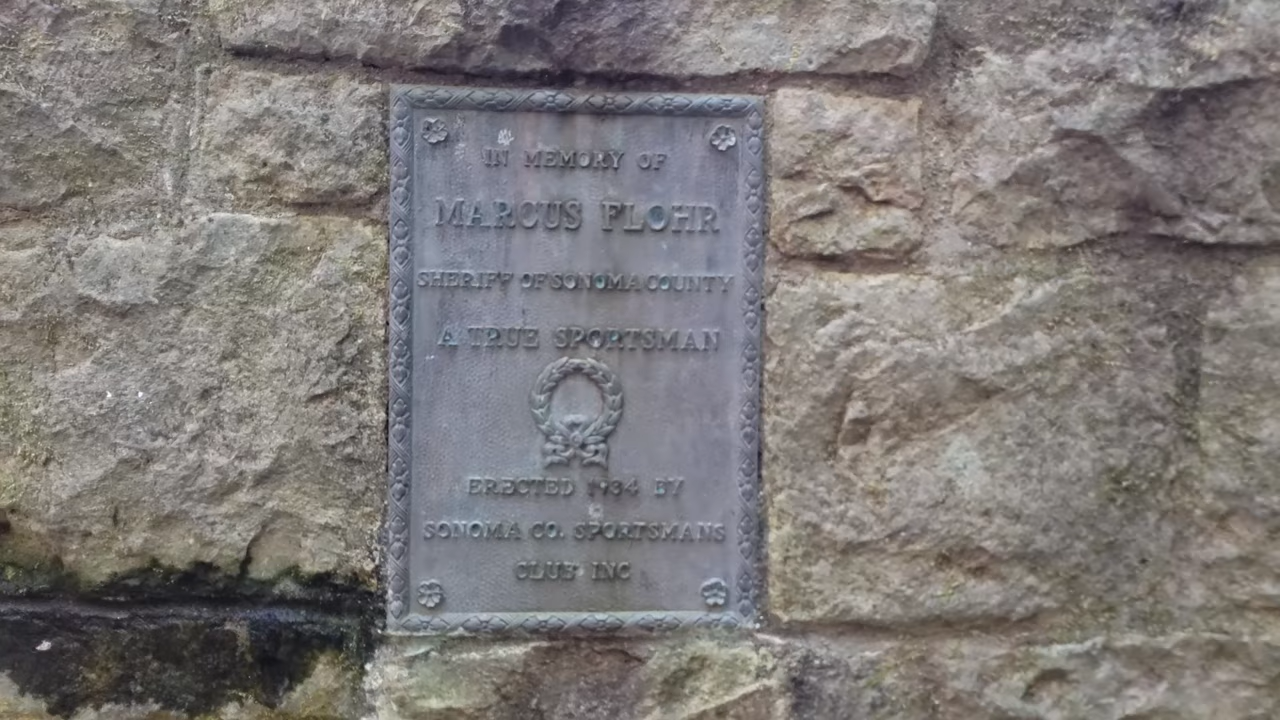 IN MEMORY OF
MARCUS FLOHR
SHERIFF OF SONOMA COUNTY
A TRUE SPORTSMAN
ERECTED 1934 BY
SONOMA CO. SPORTSMANS
CLUB INC